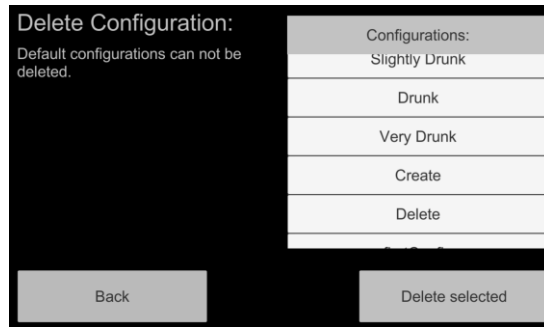 Delete Configuration:
Default configurations can not be
deleted.
Configurations:
Slightly Drunk
Drunk
Very Drunk
Create
Delete
Back
Delete selected